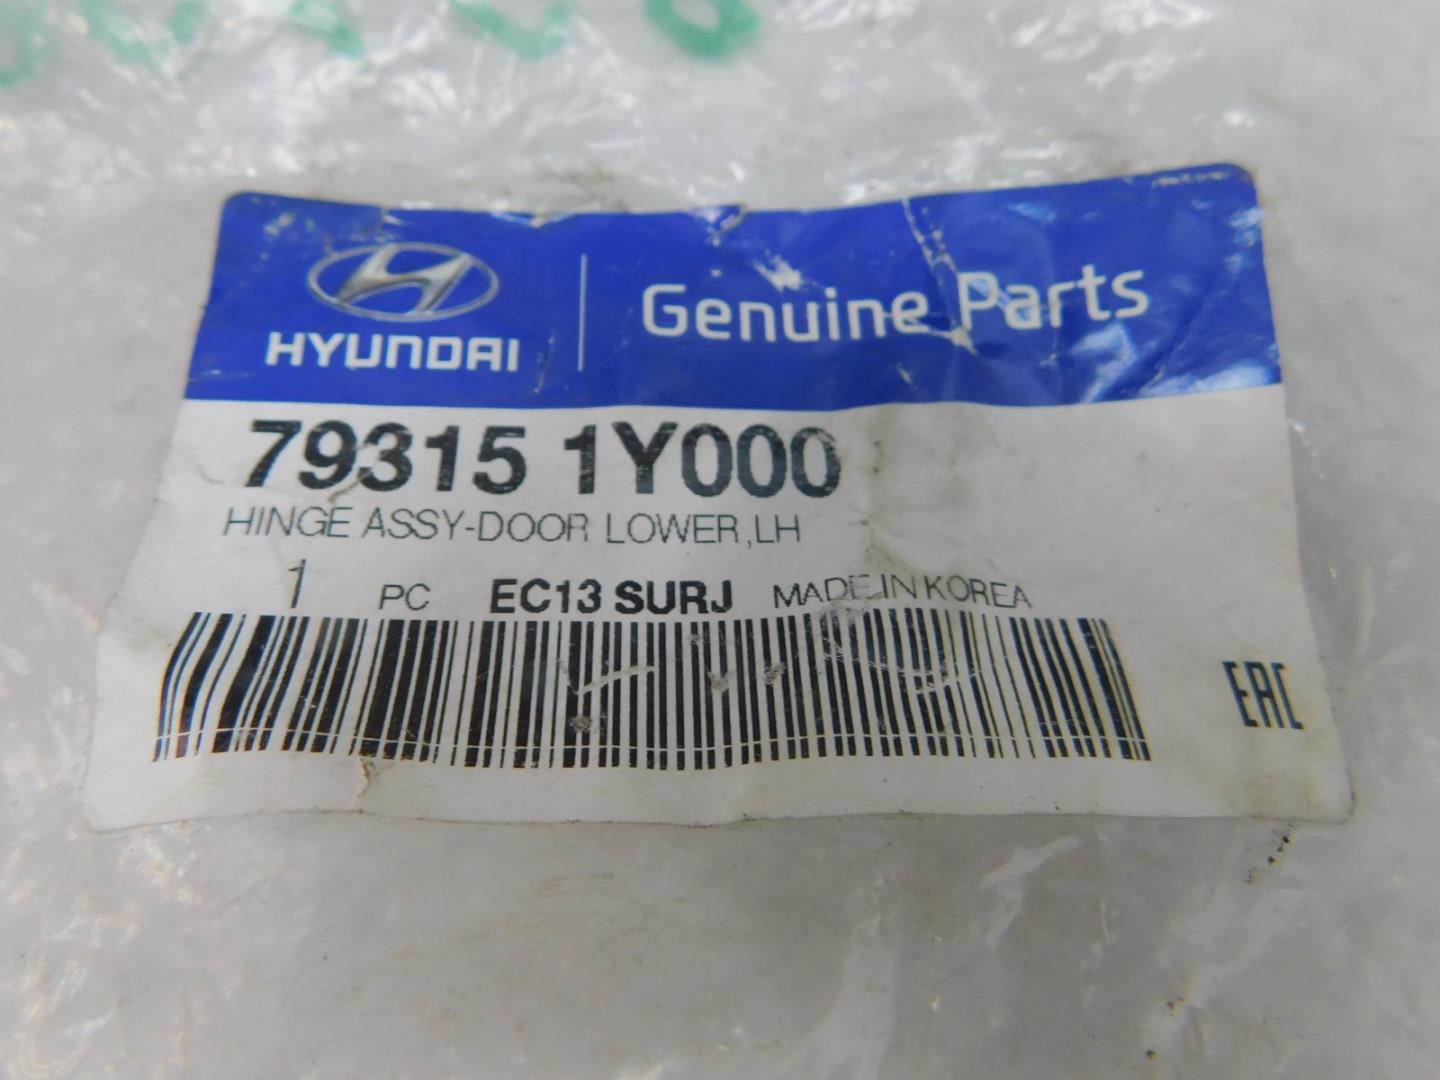 HYUNDAI
Genuine Parts
79315 1Y000
HINGE ASSY-DOOR LOWER,LH
1 PC EC13 SURJ MADE IN KOREA
EAC